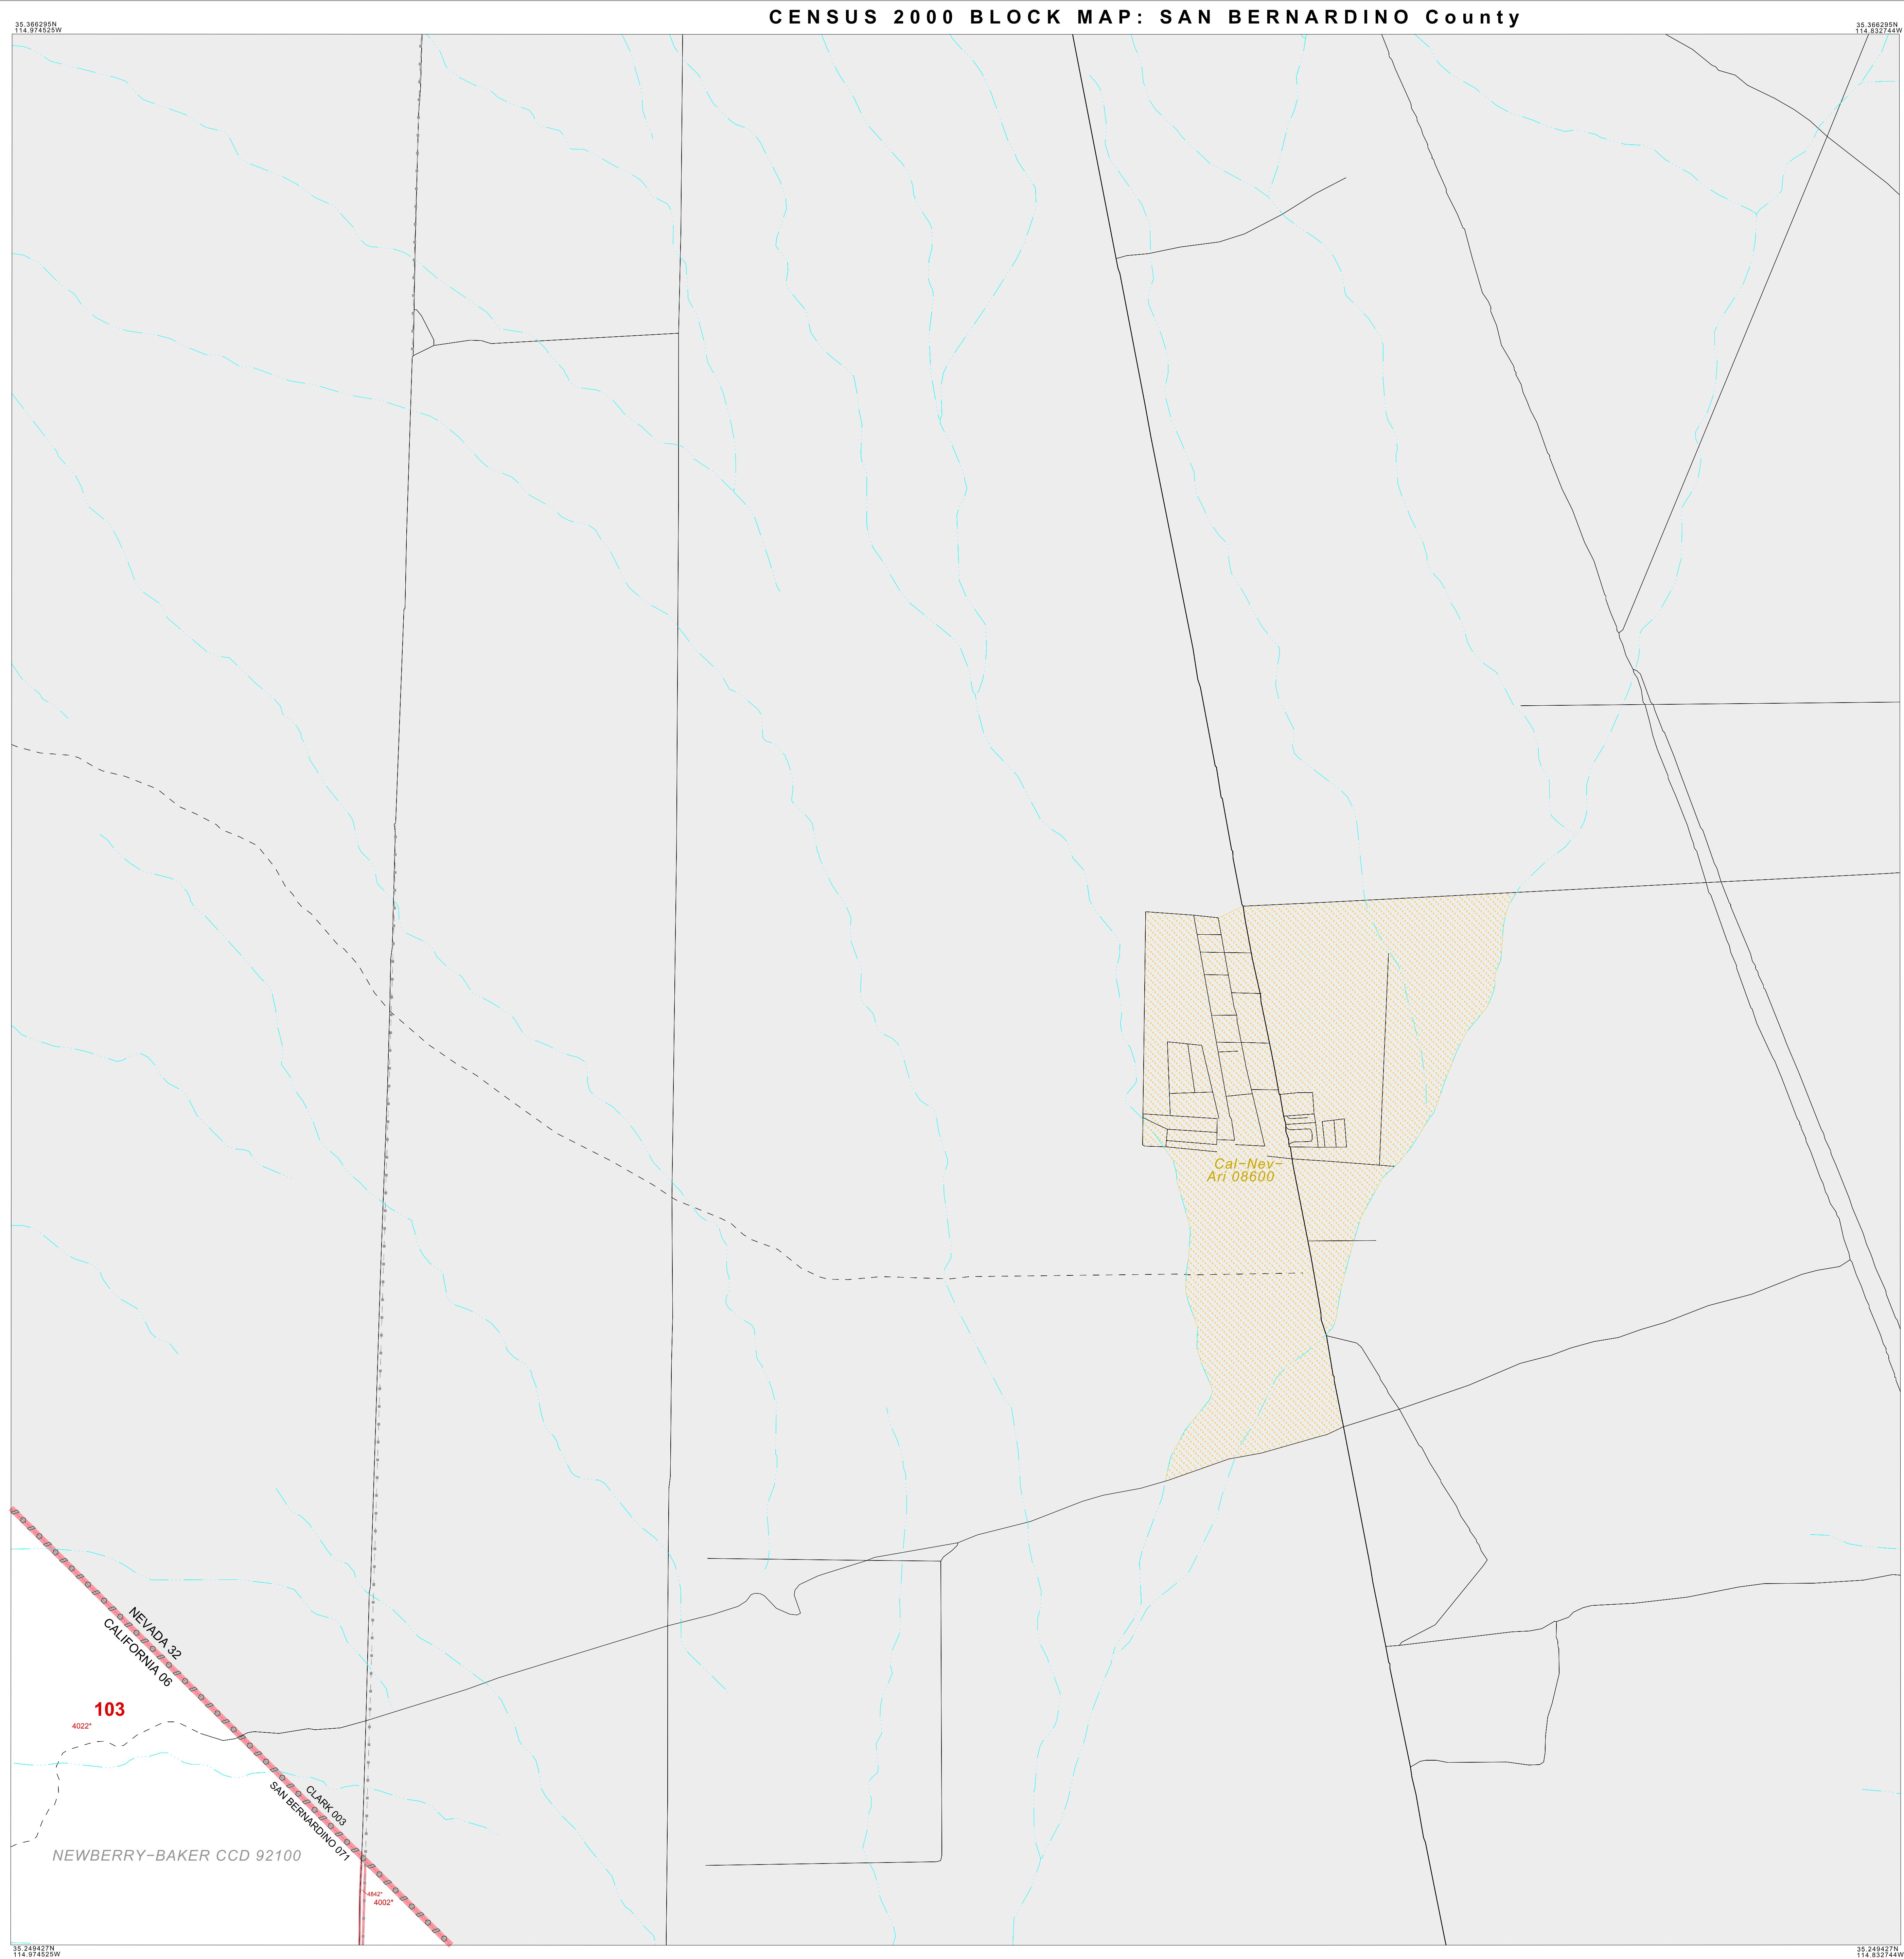 CENSUS 2000 BLOCK MAP: SAN BERNARDINO County
35.366295N
114.974525W
35.366295N
114.832744W
Cal-Nev-
Ari 08600
NEVADA 32
CALIFORNIA 06
103
4022*
CLARK 003
SAN BERNARDINO 071
NEWBERRY-BAKER CCD 92100
4842*
4002*
35.249427N
114.974525W
35.249427N
114.832744W